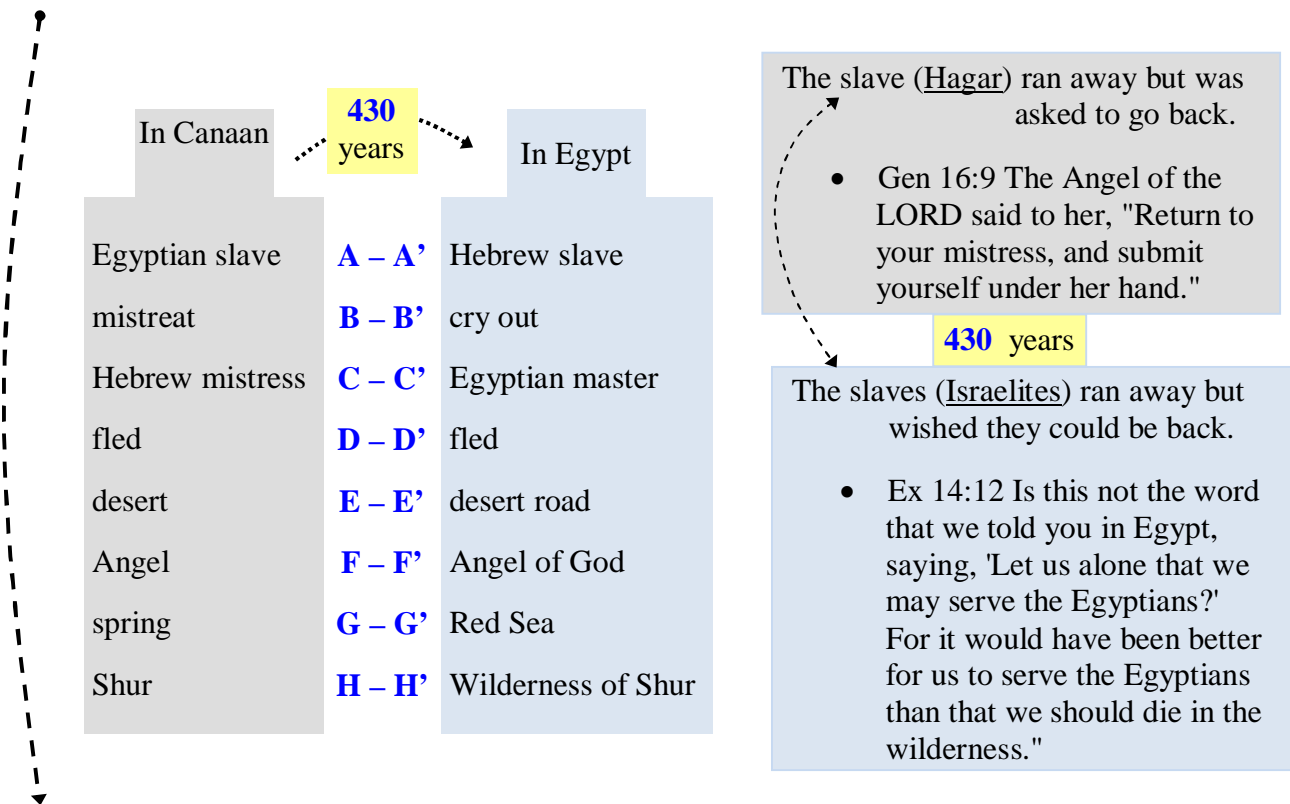 In Canaan
430
years
In Egypt
Egyptian slave A – A’ Hebrew slave
mistreat B – B’ cry out
Hebrew mistress C – C’ Egyptian master
fled D – D’ fled
desert E – E’ desert road
Angel F – F’ Angel of God
spring G – G’ Red Sea
Shur H – H’ Wilderness of Shur
The slave (Hagar) ran away but was
asked to go back.
• Gen 16:9 The Angel of the
LORD said to her, "Return to
your mistress, and submit
yourself under her hand."
430 years
The slaves (Israelites) ran away but
wished they could be back.
• Ex 14:12 Is this not the word
that we told you in Egypt,
saying, 'Let us alone that we
may serve the Egyptians?'
For it would have been better
for us to serve the Egyptians
than that we should die in the
wilderness."